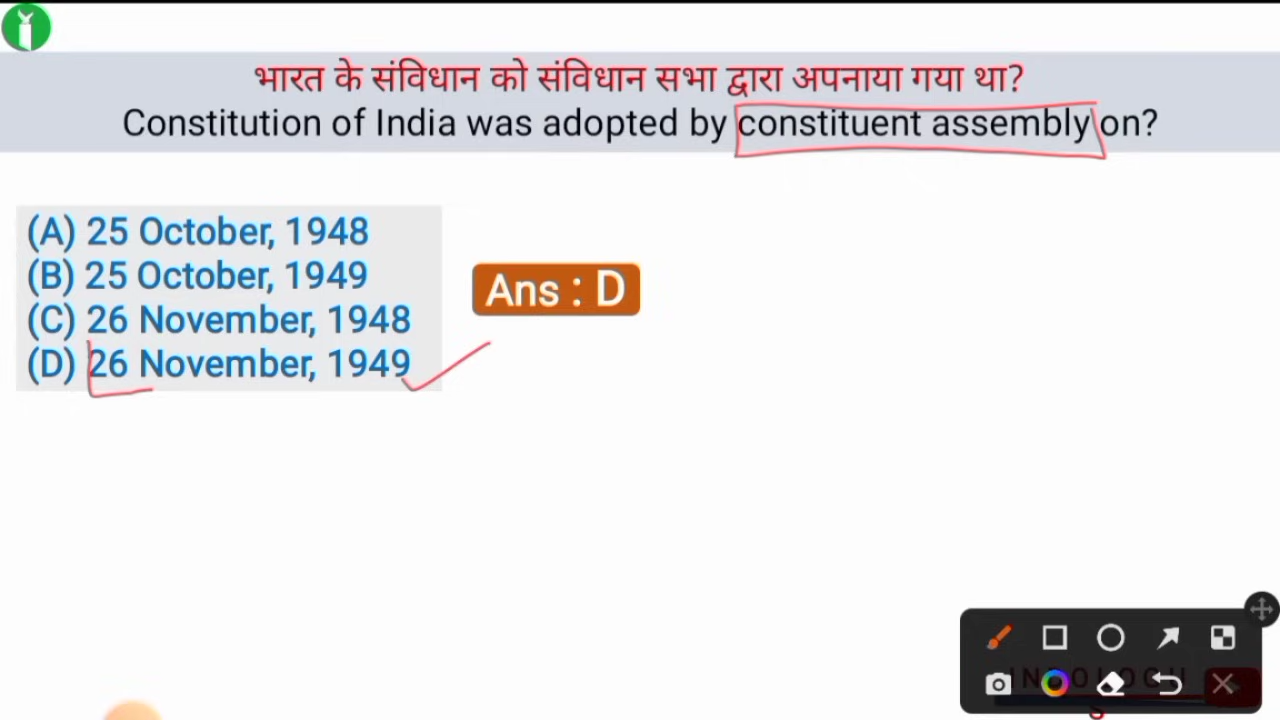 भारत के संविधान को संविधान सभा द्वारा अपनाया गया था?
Constitution of India was adopted by constituent assembly on?
(A) 25 October, 1948
(B) 25 October, 1949
(C) 26 November, 1948
(D) 26 November, 1949
Ans : D